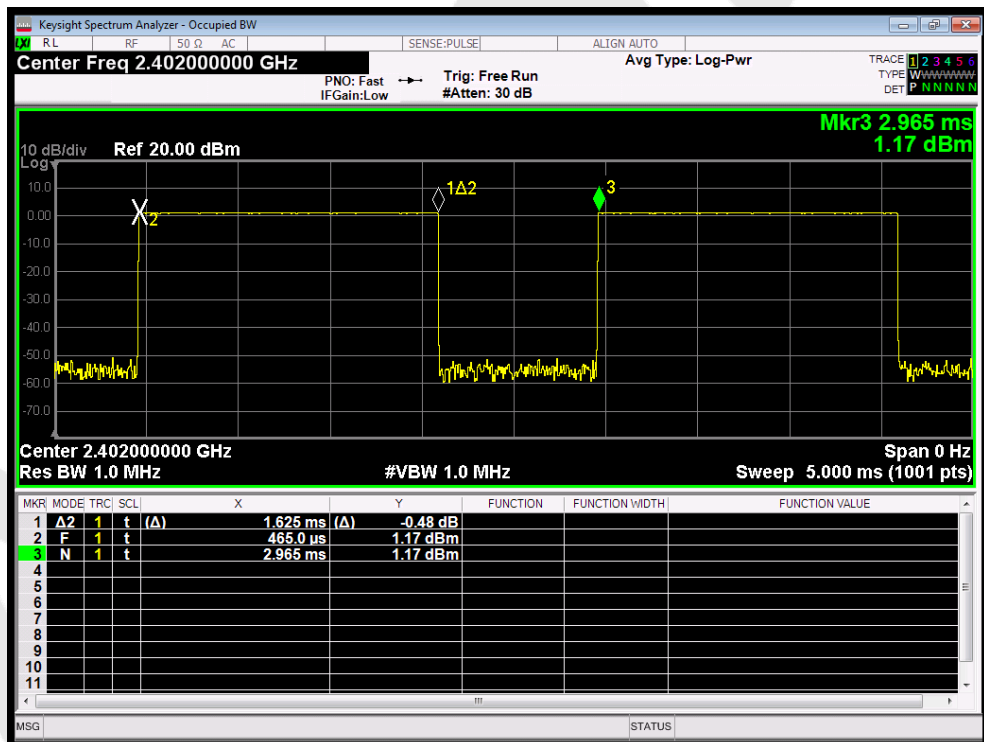 Keysight Spectrum Analyzer - Occupied BW
LXI RL RF 50 Ω AC SENSE:PULSE ALIGN AUTO
Center Freq 2.402000000 GHz
PNO: Fast
IFGain:Low
Trig: Free Run
#Atten: 30 dB
Avg Type: Log-Pwr
TRACE 1 2 3 4 5 6
TYPE WWWWWW
DET P N N N N N
Mkr3 2.965 ms
1.17 dBm
10 dB/div Ref 20.00 dBm
Log
10.0
0.00
-10.0
-20.0
-30.0
-40.0
-50.0
-60.0
-70.0
X2
1Δ2
3
Center 2.402000000 GHz
Span 0 Hz
Res BW 1.0 MHz
#VBW 1.0 MHz
Sweep 5.000 ms (1001 pts)
MKR MODE TRC SCL X Y FUNCTION FUNCTION WIDTH FUNCTION VALUE
1 Δ2 1 t (Δ) 1.625 ms (Δ) -0.48 dB
2 F 1 t 465.0 µs 1.17 dBm
3 N 1 t 2.965 ms 1.17 dBm
4
5
6
7
8
9
10
11
MSG STATUS